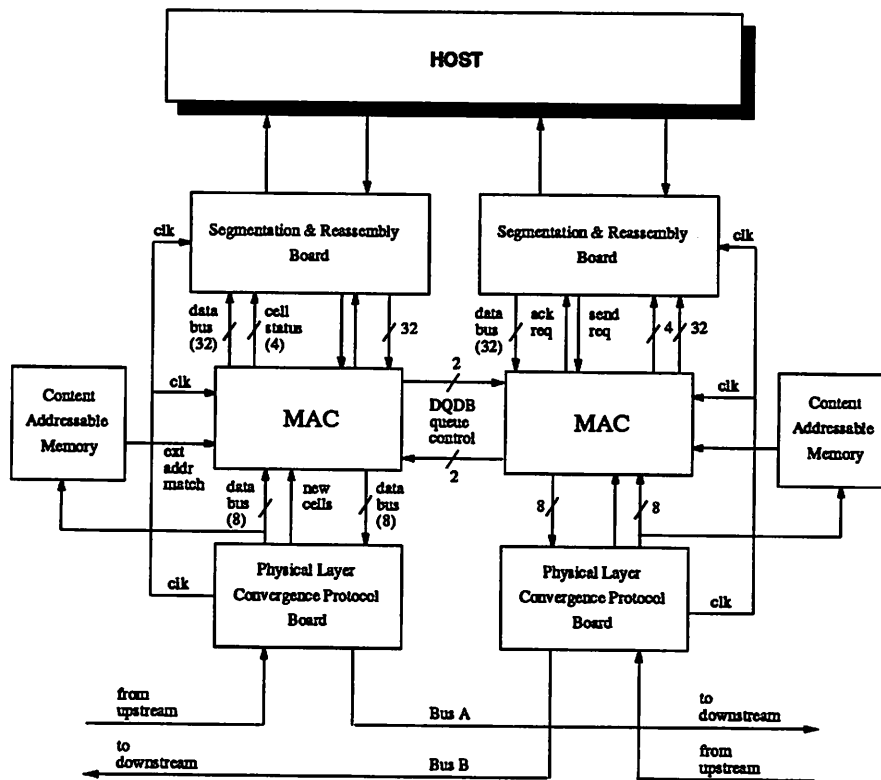 HOST
Segmentation & Reassembly
Board
Segmentation & Reassembly
Board
clk
clk
data
bus
(32)
cell
status
(4)
32
data
bus
(32)
ack
req
send
req
4
32
Content
Addressable
Memory
clk
MAC
2
DQDB
queue
control
2
MAC
clk
Content
Addressable
Memory
ext
addr
match
data
bus
(8)
new
cells
data
bus
(8)
8
8
clk
Physical Layer
Convergence Protocol
Board
Physical Layer
Convergence Protocol
Board
clk
from
upstream
Bus A
to
downstream
to
downstream
Bus B
from
upstream